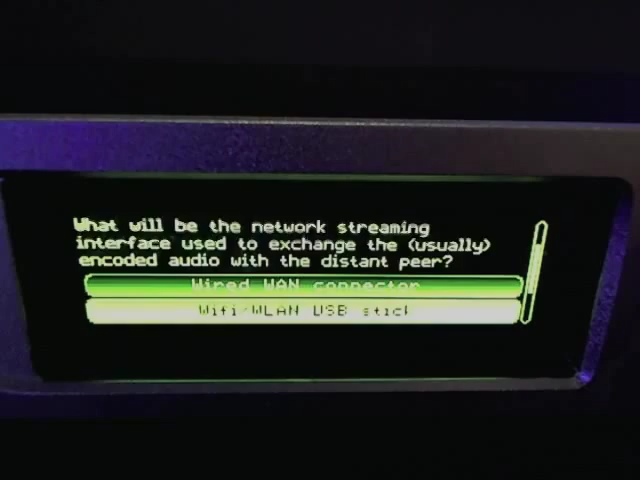 What will be the network streaming
interface used to exchange the (usually)
encoded audio with the distant peer?
Wired WAN connector
Wifi/WLAN USB stick